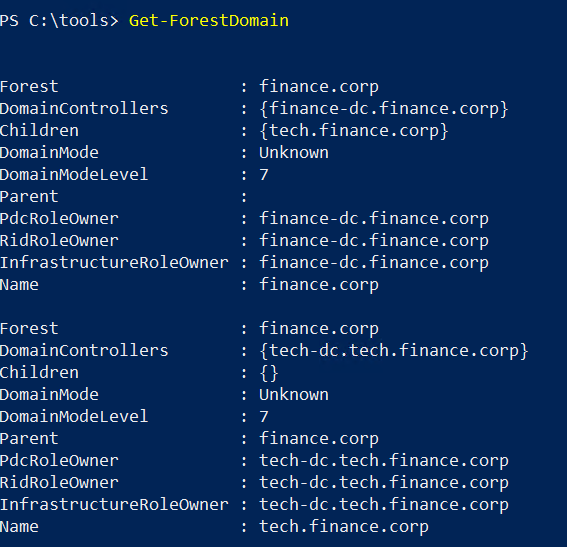 PS C:\tools> Get-ForestDomain
Forest                  : finance.corp
DomainControllers       : {finance-dc.finance.corp}
Children                : {tech.finance.corp}
DomainMode              : Unknown
DomainModeLevel         : 7
Parent                  :
PdcRoleOwner            : finance-dc.finance.corp
RidRoleOwner            : finance-dc.finance.corp
InfrastructureRoleOwner : finance-dc.finance.corp
Name                    : finance.corp
Forest                  : finance.corp
DomainControllers       : {tech-dc.tech.finance.corp}
Children                : {}
DomainMode              : Unknown
DomainModeLevel         : 7
Parent                  : finance.corp
PdcRoleOwner            : tech-dc.tech.finance.corp
RidRoleOwner            : tech-dc.tech.finance.corp
InfrastructureRoleOwner : tech-dc.tech.finance.corp
Name                    : tech.finance.corp